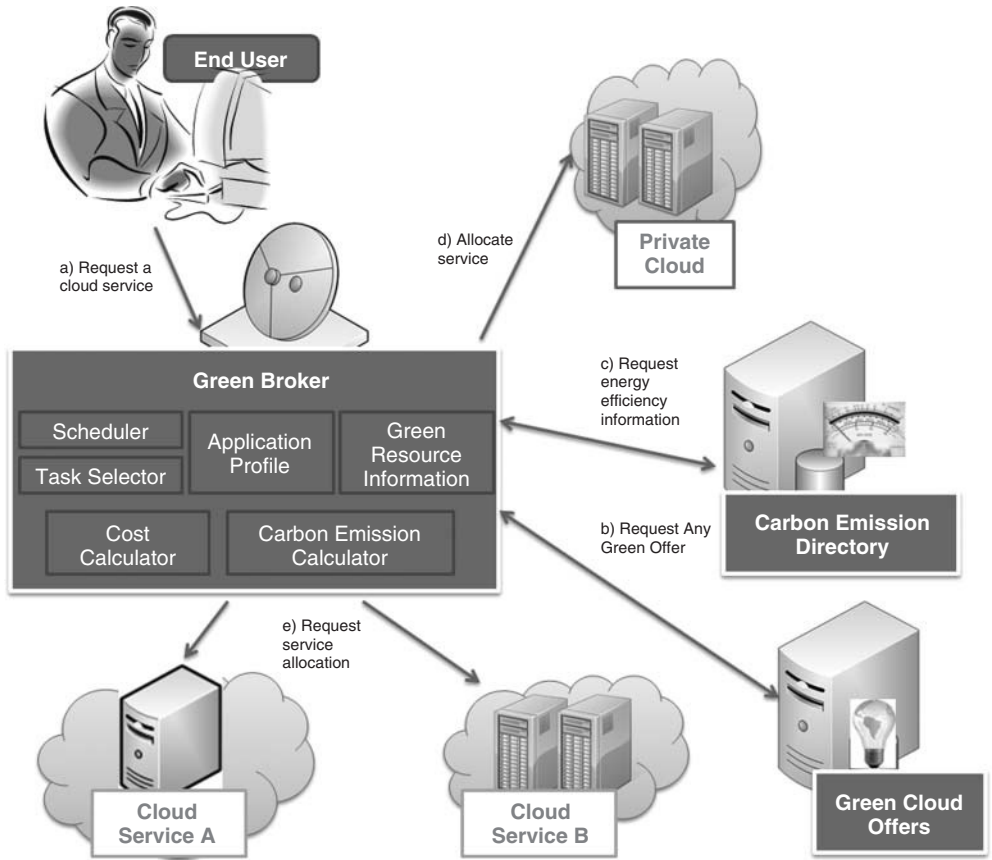 End User
a) Request a
cloud service
d) Allocate
service
Private
Cloud
Green Broker
Scheduler
Task Selector
Application
Profile
Green
Resource
Information
Cost
Calculator
Carbon Emission
Calculator
c) Request
energy
efficiency
information
Carbon Emission
Directory
b) Request Any
Green Offer
e) Request
service
allocation
Cloud
Service A
Cloud
Service B
Green Cloud
Offers